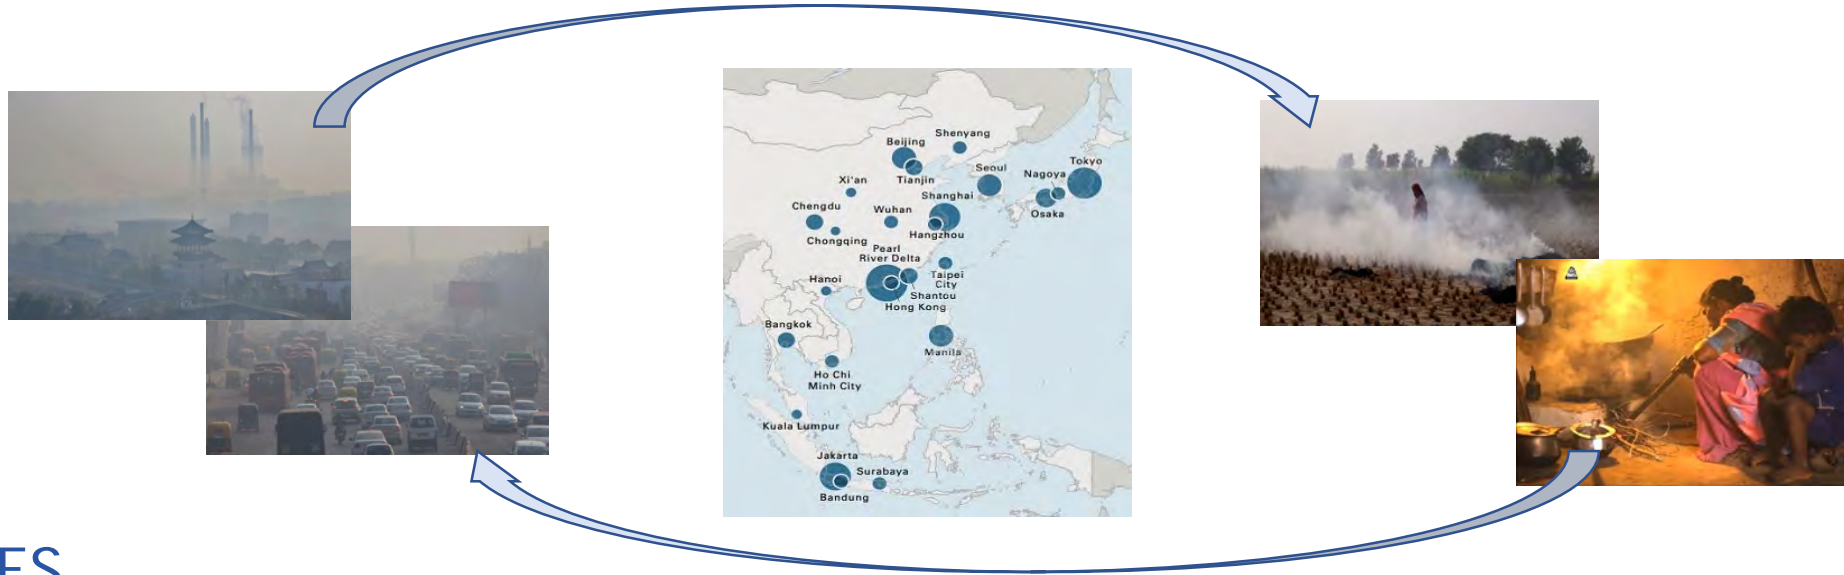 Shenyang
Beijing
Tianjin
Seoul
Tokyo
Nagoya
Osaka
Xi'an
Shanghai
Chengdu
Wuhan
Hangzhou
Chongqing
Pearl
River Delta
Taipei
City
Hanoi
Shantou
Hong Kong
Bangkok
Manila
Ho Chi
Minh City
Kuala Lumpur
Jakarta
Surabaya
Bandung
ES